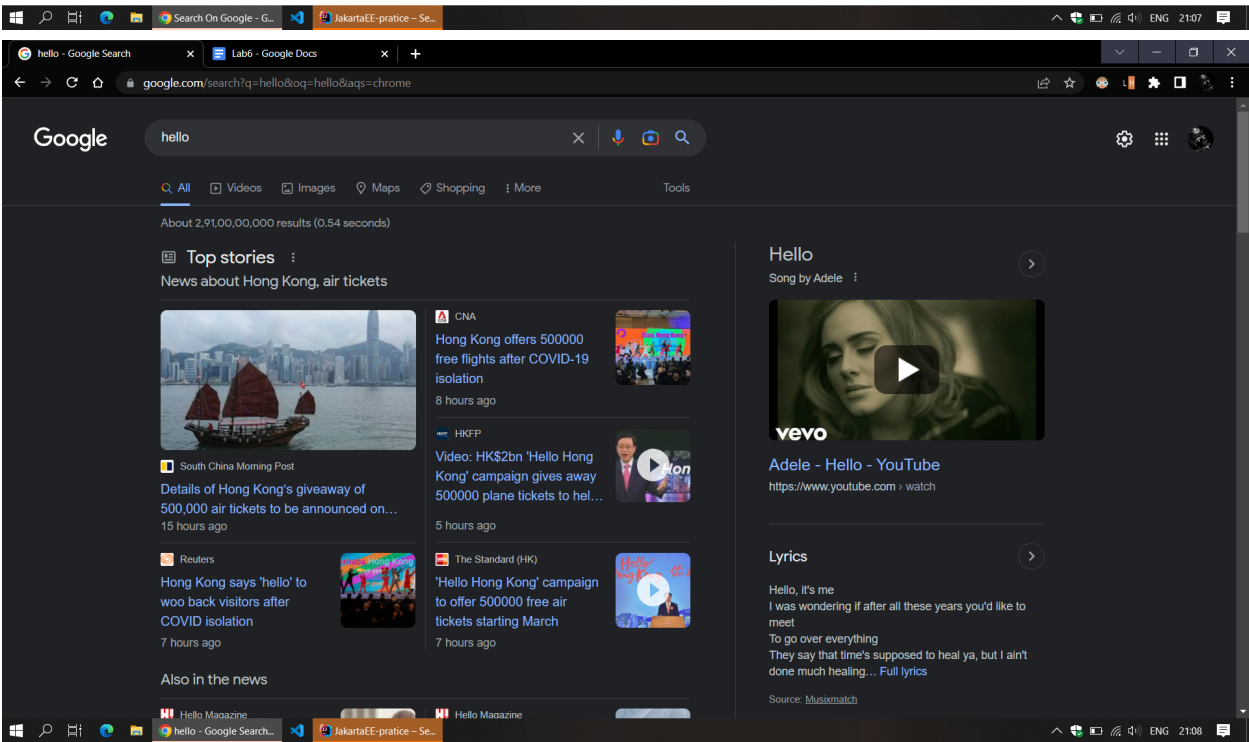 Search On Google - G...
JakartaEE-pratice – Se...
ENG
21:07
hello - Google Search
Lab6 - Google Docs
google.com/search?q=hello&oq=hello&aqs=chrome
Google
hello
All
Videos
Images
Maps
Shopping
More
Tools
About 2,91,00,00,000 results (0.54 seconds)
Top stories
News about Hong Kong, air tickets
South China Morning Post
Details of Hong Kong's giveaway of
500,000 air tickets to be announced on...
15 hours ago
CNA
Hong Kong offers 500000
free flights after COVID-19
isolation
8 hours ago
HKFP
Video: HK$2bn 'Hello Hong
Kong' campaign gives away
500000 plane tickets to hel...
5 hours ago
Reuters
Hong Kong says 'hello' to
woo back visitors after
COVID isolation
7 hours ago
The Standard (HK)
'Hello Hong Kong' campaign
to offer 500000 free air
tickets starting March
7 hours ago
Also in the news
Hello Magazine
Hello Magazine
Hello
Song by Adele
vevo
Adele - Hello - YouTube
https://www.youtube.com › watch
Lyrics
Hello, it's me
I was wondering if after all these years you'd like to
meet
To go over everything
They say that time's supposed to heal ya, but I ain't
done much healing… Full lyrics
Source: Musixmatch
hello - Google Search...
JakartaEE-pratice – Se...
ENG
21:08